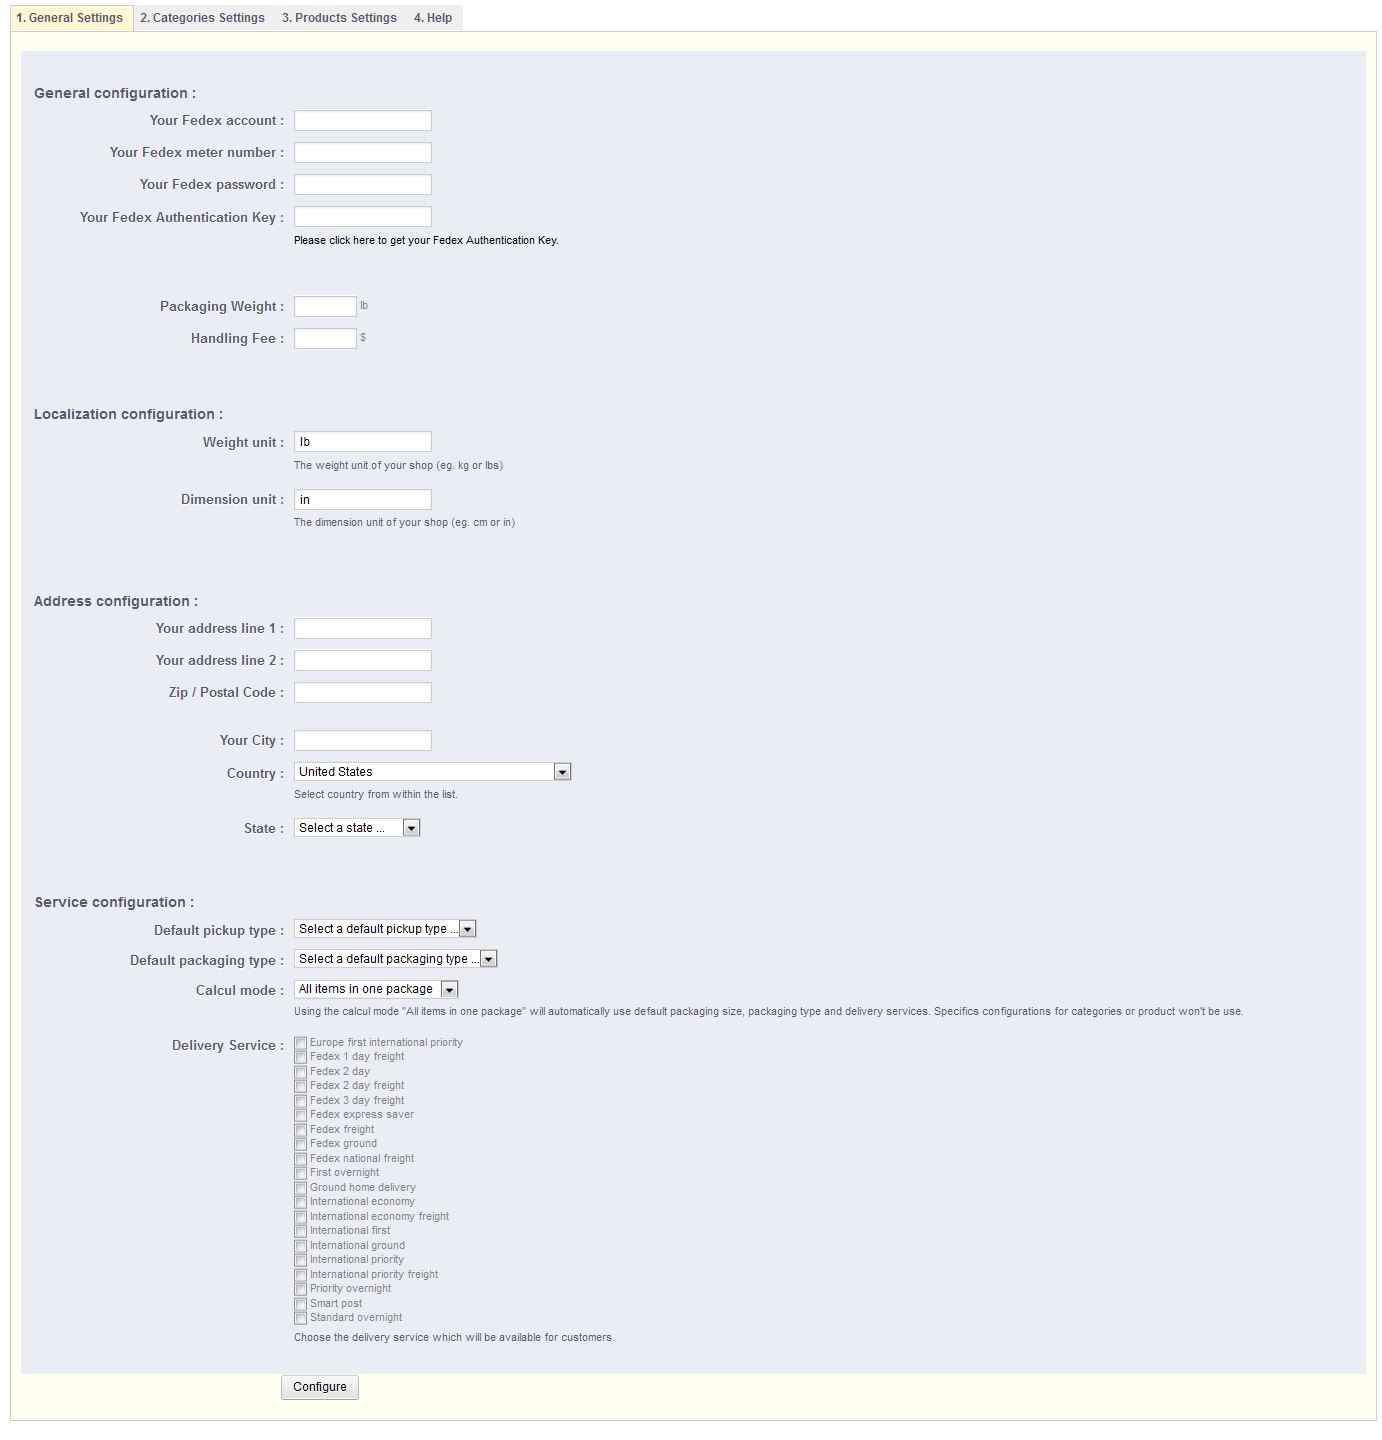 1. General Settings 2. Categories Settings 3. Products Settings 4. Help
General configuration :
Your Fedex account :
Your Fedex meter number :
Your Fedex password :
Your Fedex Authentication Key :
Please click here to get your Fedex Authentication Key.
Packaging Weight : lb
Handling Fee : $
Localization configuration :
Weight unit : lb
The weight unit of your shop (eg. kg or lbs)
Dimension unit : in
The dimension unit of your shop (eg. cm or in)
Address configuration :
Your address line 1 :
Your address line 2 :
Zip / Postal Code :
Your City :
Country : United States
Select country from within the list.
State : Select a state ...
Service configuration :
Default pickup type : Select a default pickup type ...
Default packaging type : Select a default packaging type ...
Calcul mode : All items in one package
Using the calcul mode "All items in one package" will automatically use default packaging size, packaging type and delivery services. Specifics configurations for categories or product won't be use.
Delivery Service : Europe first international priority
Fedex 1 day freight
Fedex 2 day
Fedex 2 day freight
Fedex 3 day freight
Fedex express saver
Fedex freight
Fedex ground
Fedex national freight
First overnight
Ground home delivery
International economy
International economy freight
International first
International ground
International priority
International priority freight
Priority overnight
Smart post
Standard overnight
Choose the delivery service which will be available for customers.
Configure